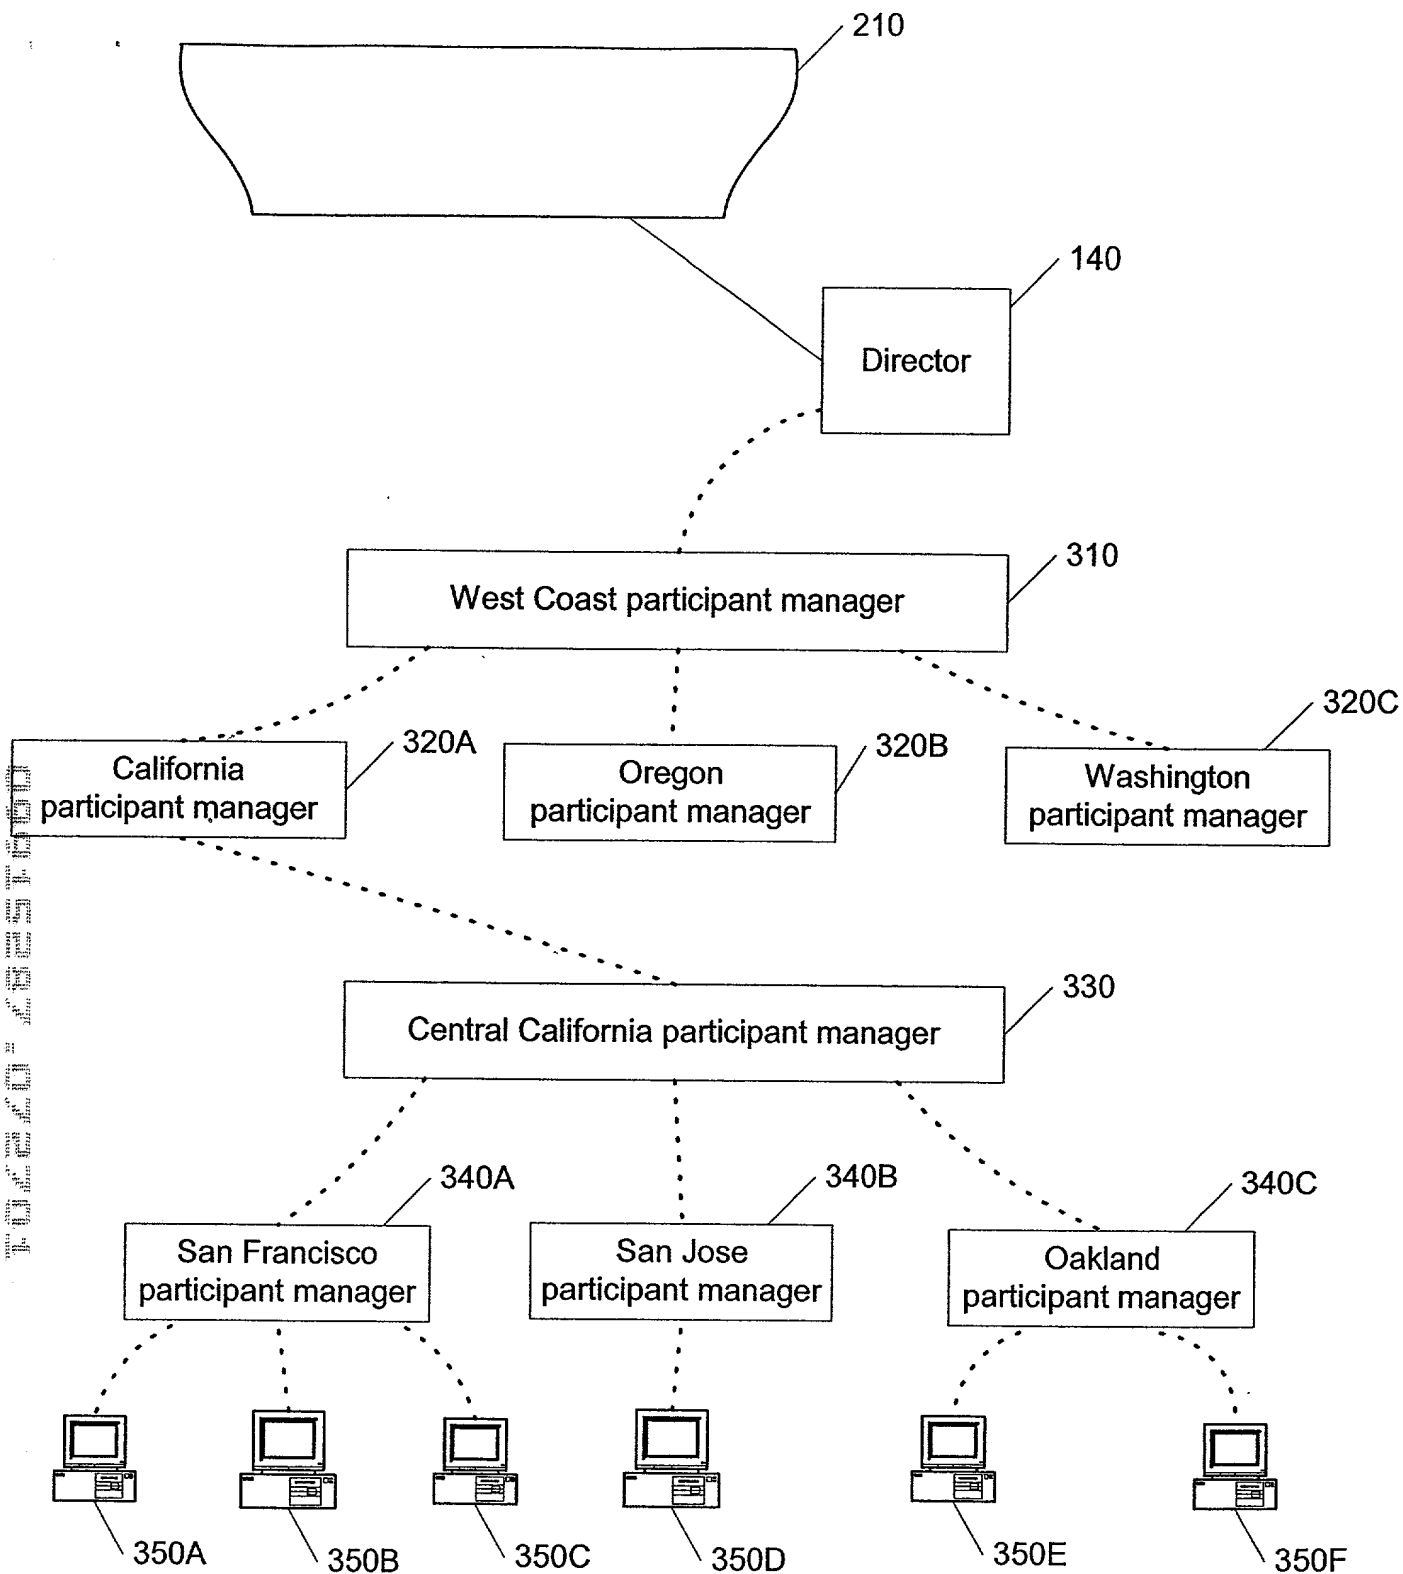 210
140
Director
310
West Coast participant manager
320A
320B
320C
California
participant manager
Oregon
participant manager
Washington
participant manager
330
Central California participant manager
340A
340B
340C
San Francisco
participant manager
San Jose
participant manager
Oakland
participant manager
350A
350B
350C
350D
350E
350F